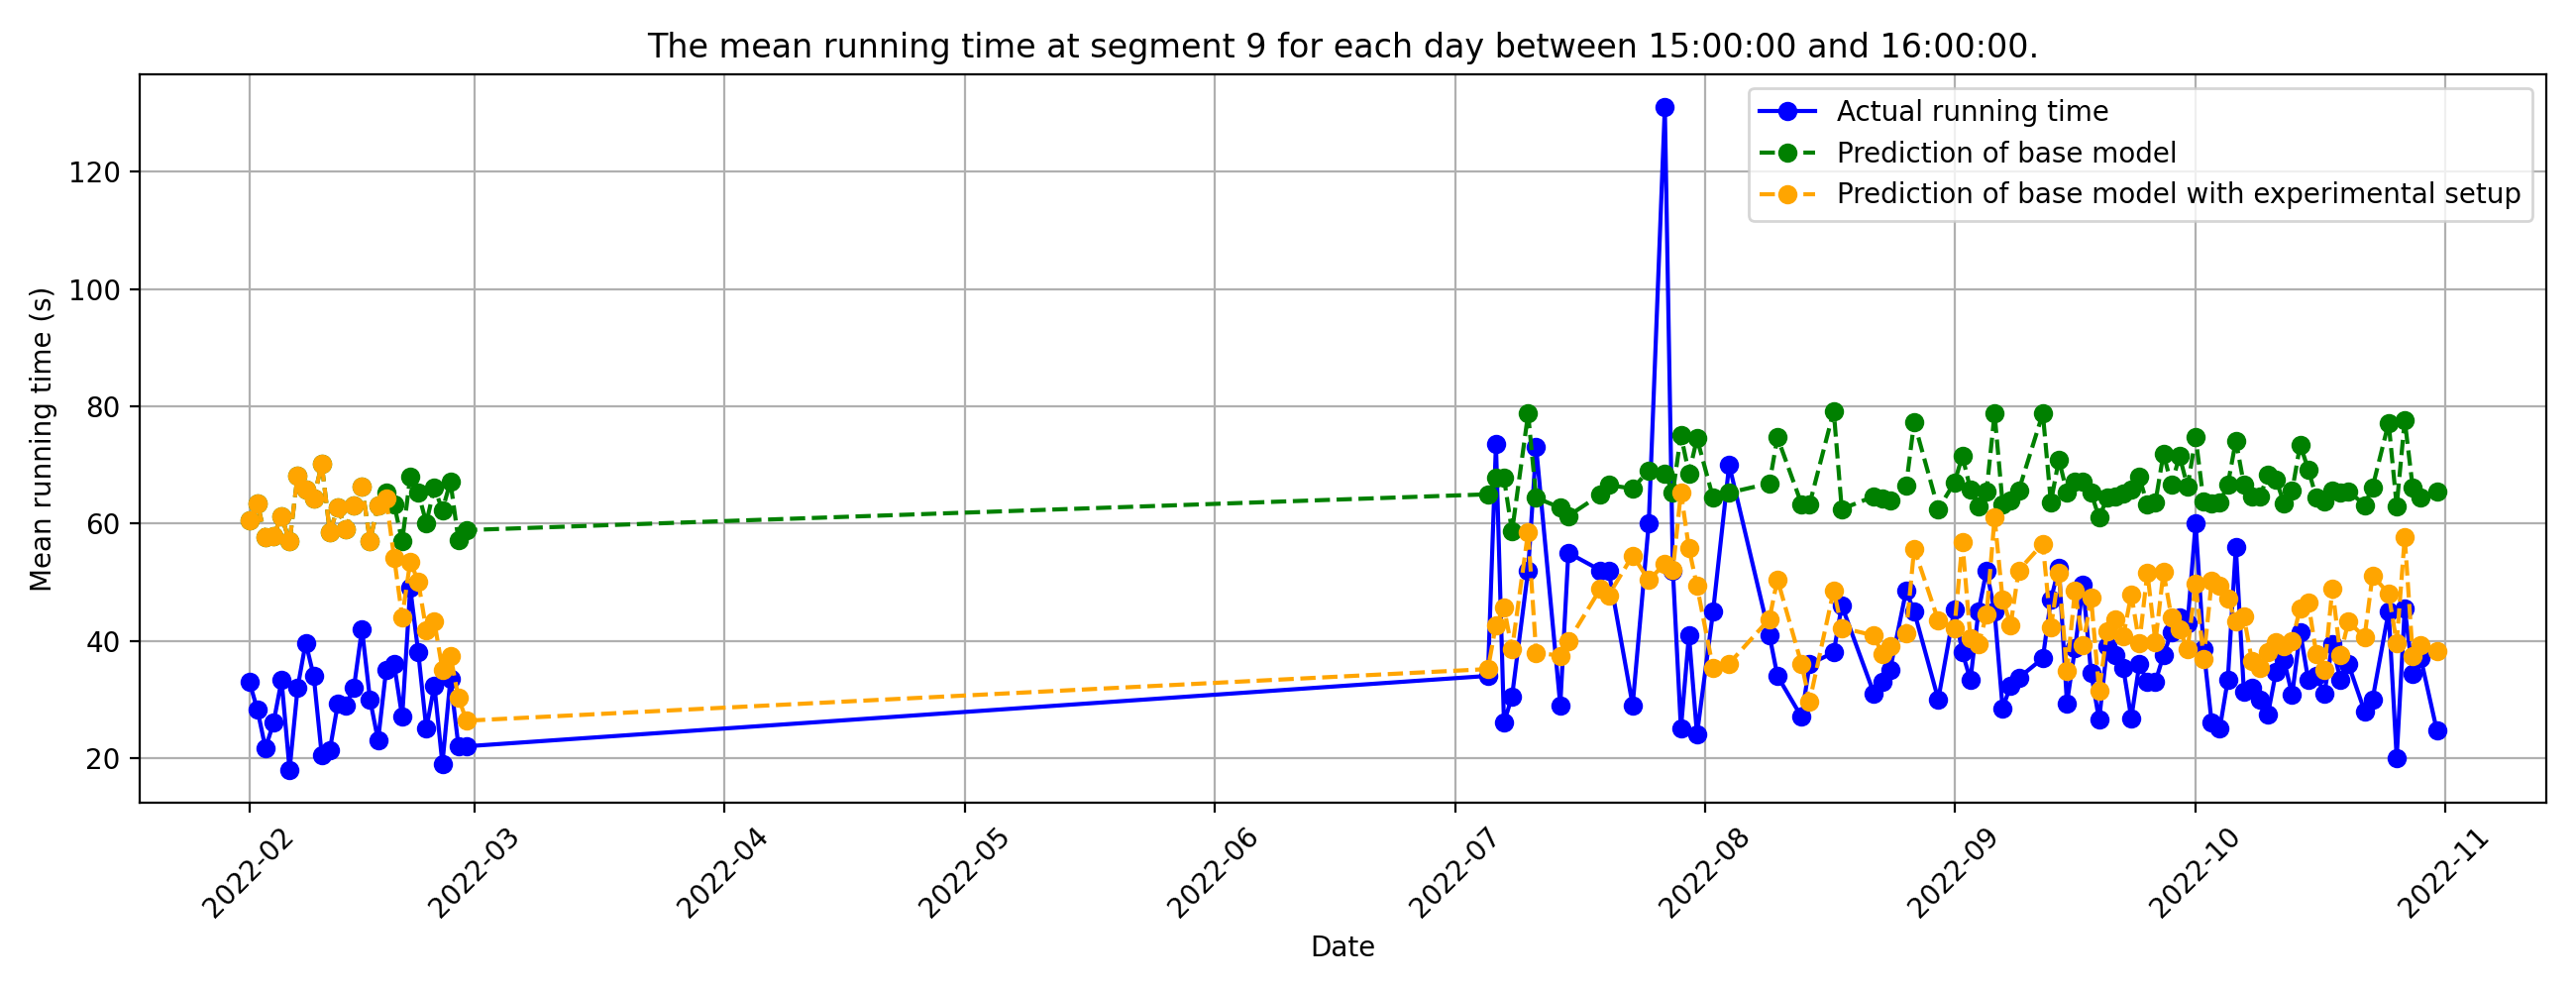 The mean running time at segment 9 for each day between 15:00:00 and 16:00:00.
Actual running time
Prediction of base model
Prediction of base model with experimental setup
Mean running time (s)
120
100
80
60
40
20
2022-02
2022-03
2022-04
2022-05
2022-06
2022-07
2022-08
2022-09
2022-10
2022-11
Date